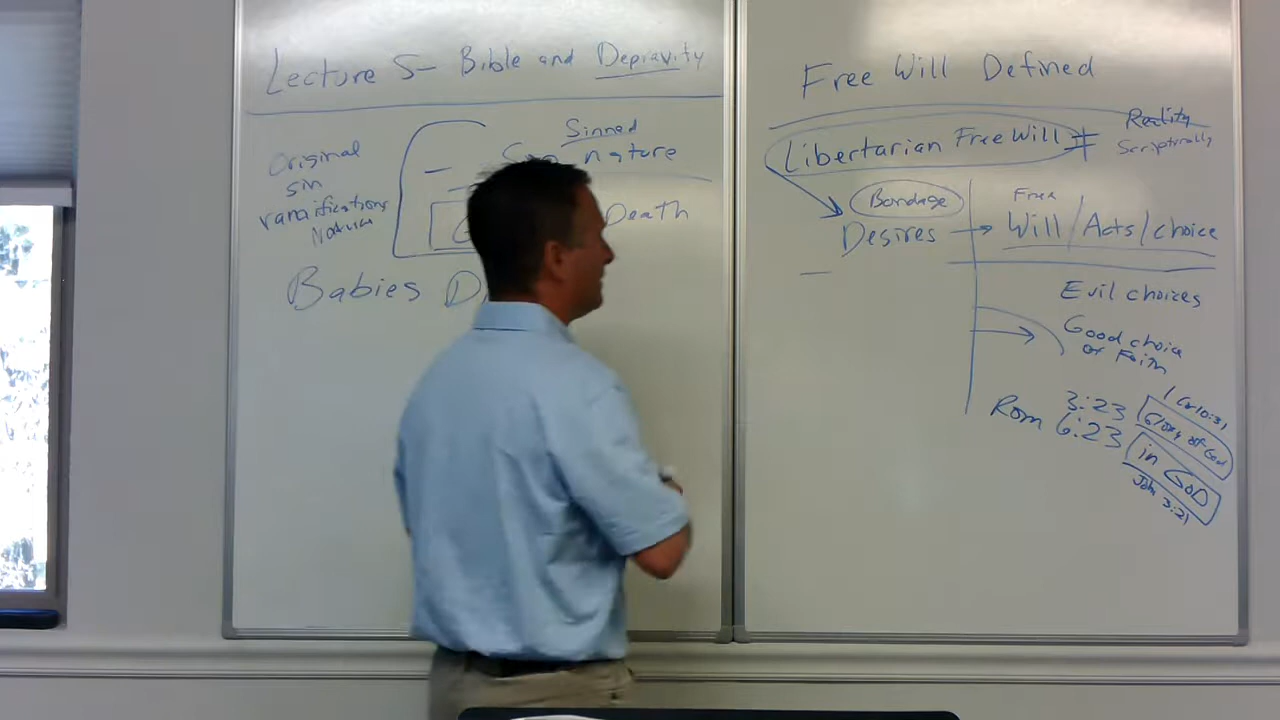 Lecture 5- Bible and Depravity
Original
sin
ramifications
Nature
Sinned
nature
Death
Babies D
Free Will Defined
Libertarian Free Will ≠ Reality
Scripturally
Bondage
Desires → Free Will / Acts / choice
Evil choices
Good choice
of Faith
Rom 3:23
6:23
1 Cor 10:31
Glory of God
in GOD
John 3:21